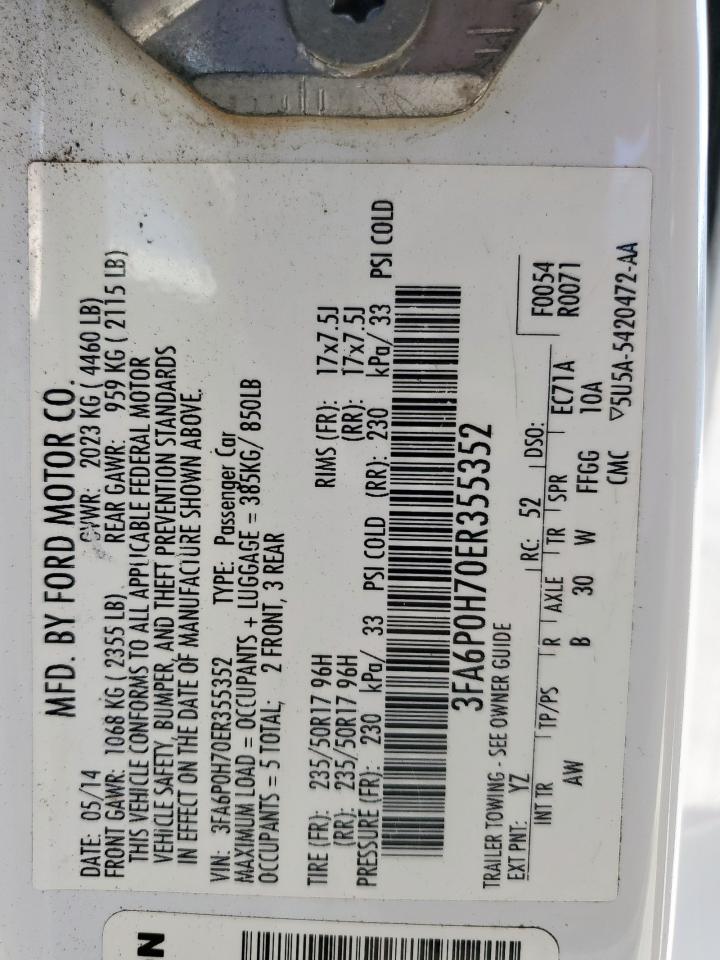 MFD. BY FORD MOTOR CO.
DATE: 05/14 GVWR: 2023 KG ( 4460 LB)
FRONT GAWR: 1068 KG ( 2355 LB) REAR GAWR: 959 KG ( 2115 LB)
THIS VEHICLE CONFORMS TO ALL APPLICABLE FEDERAL MOTOR
VEHICLE SAFETY, BUMPER, AND THEFT PREVENTION STANDARDS
IN EFFECT ON THE DATE OF MANUFACTURE SHOWN ABOVE.
VIN: 3FA6P0H70ER355352 TYPE: Passenger Car
MAXIMUM LOAD = OCCUPANTS + LUGGAGE = 385KG/ 850LB
OCCUPANTS = 5 TOTAL; 2 FRONT, 3 REAR
TIRE (FR): 235/50R17 96H RIMS (FR): 17x7.5J
(RR): 235/50R17 96H (RR): 17x7.5J
PRESSURE (FR): 230 kPa/ 33 PSI COLD (RR): 230 kPa/ 33 PSI COLD
3FA6P0H70ER355352
TRAILER TOWING - SEE OWNER GUIDE
EXT PNT: YZ RC: 52 DSO: F0054
INT TR TP/PS R AXLE TR SPR EC71A R0071
AW B 30 W FFGG 10A
CMC ▽5U5A-5420472-AA